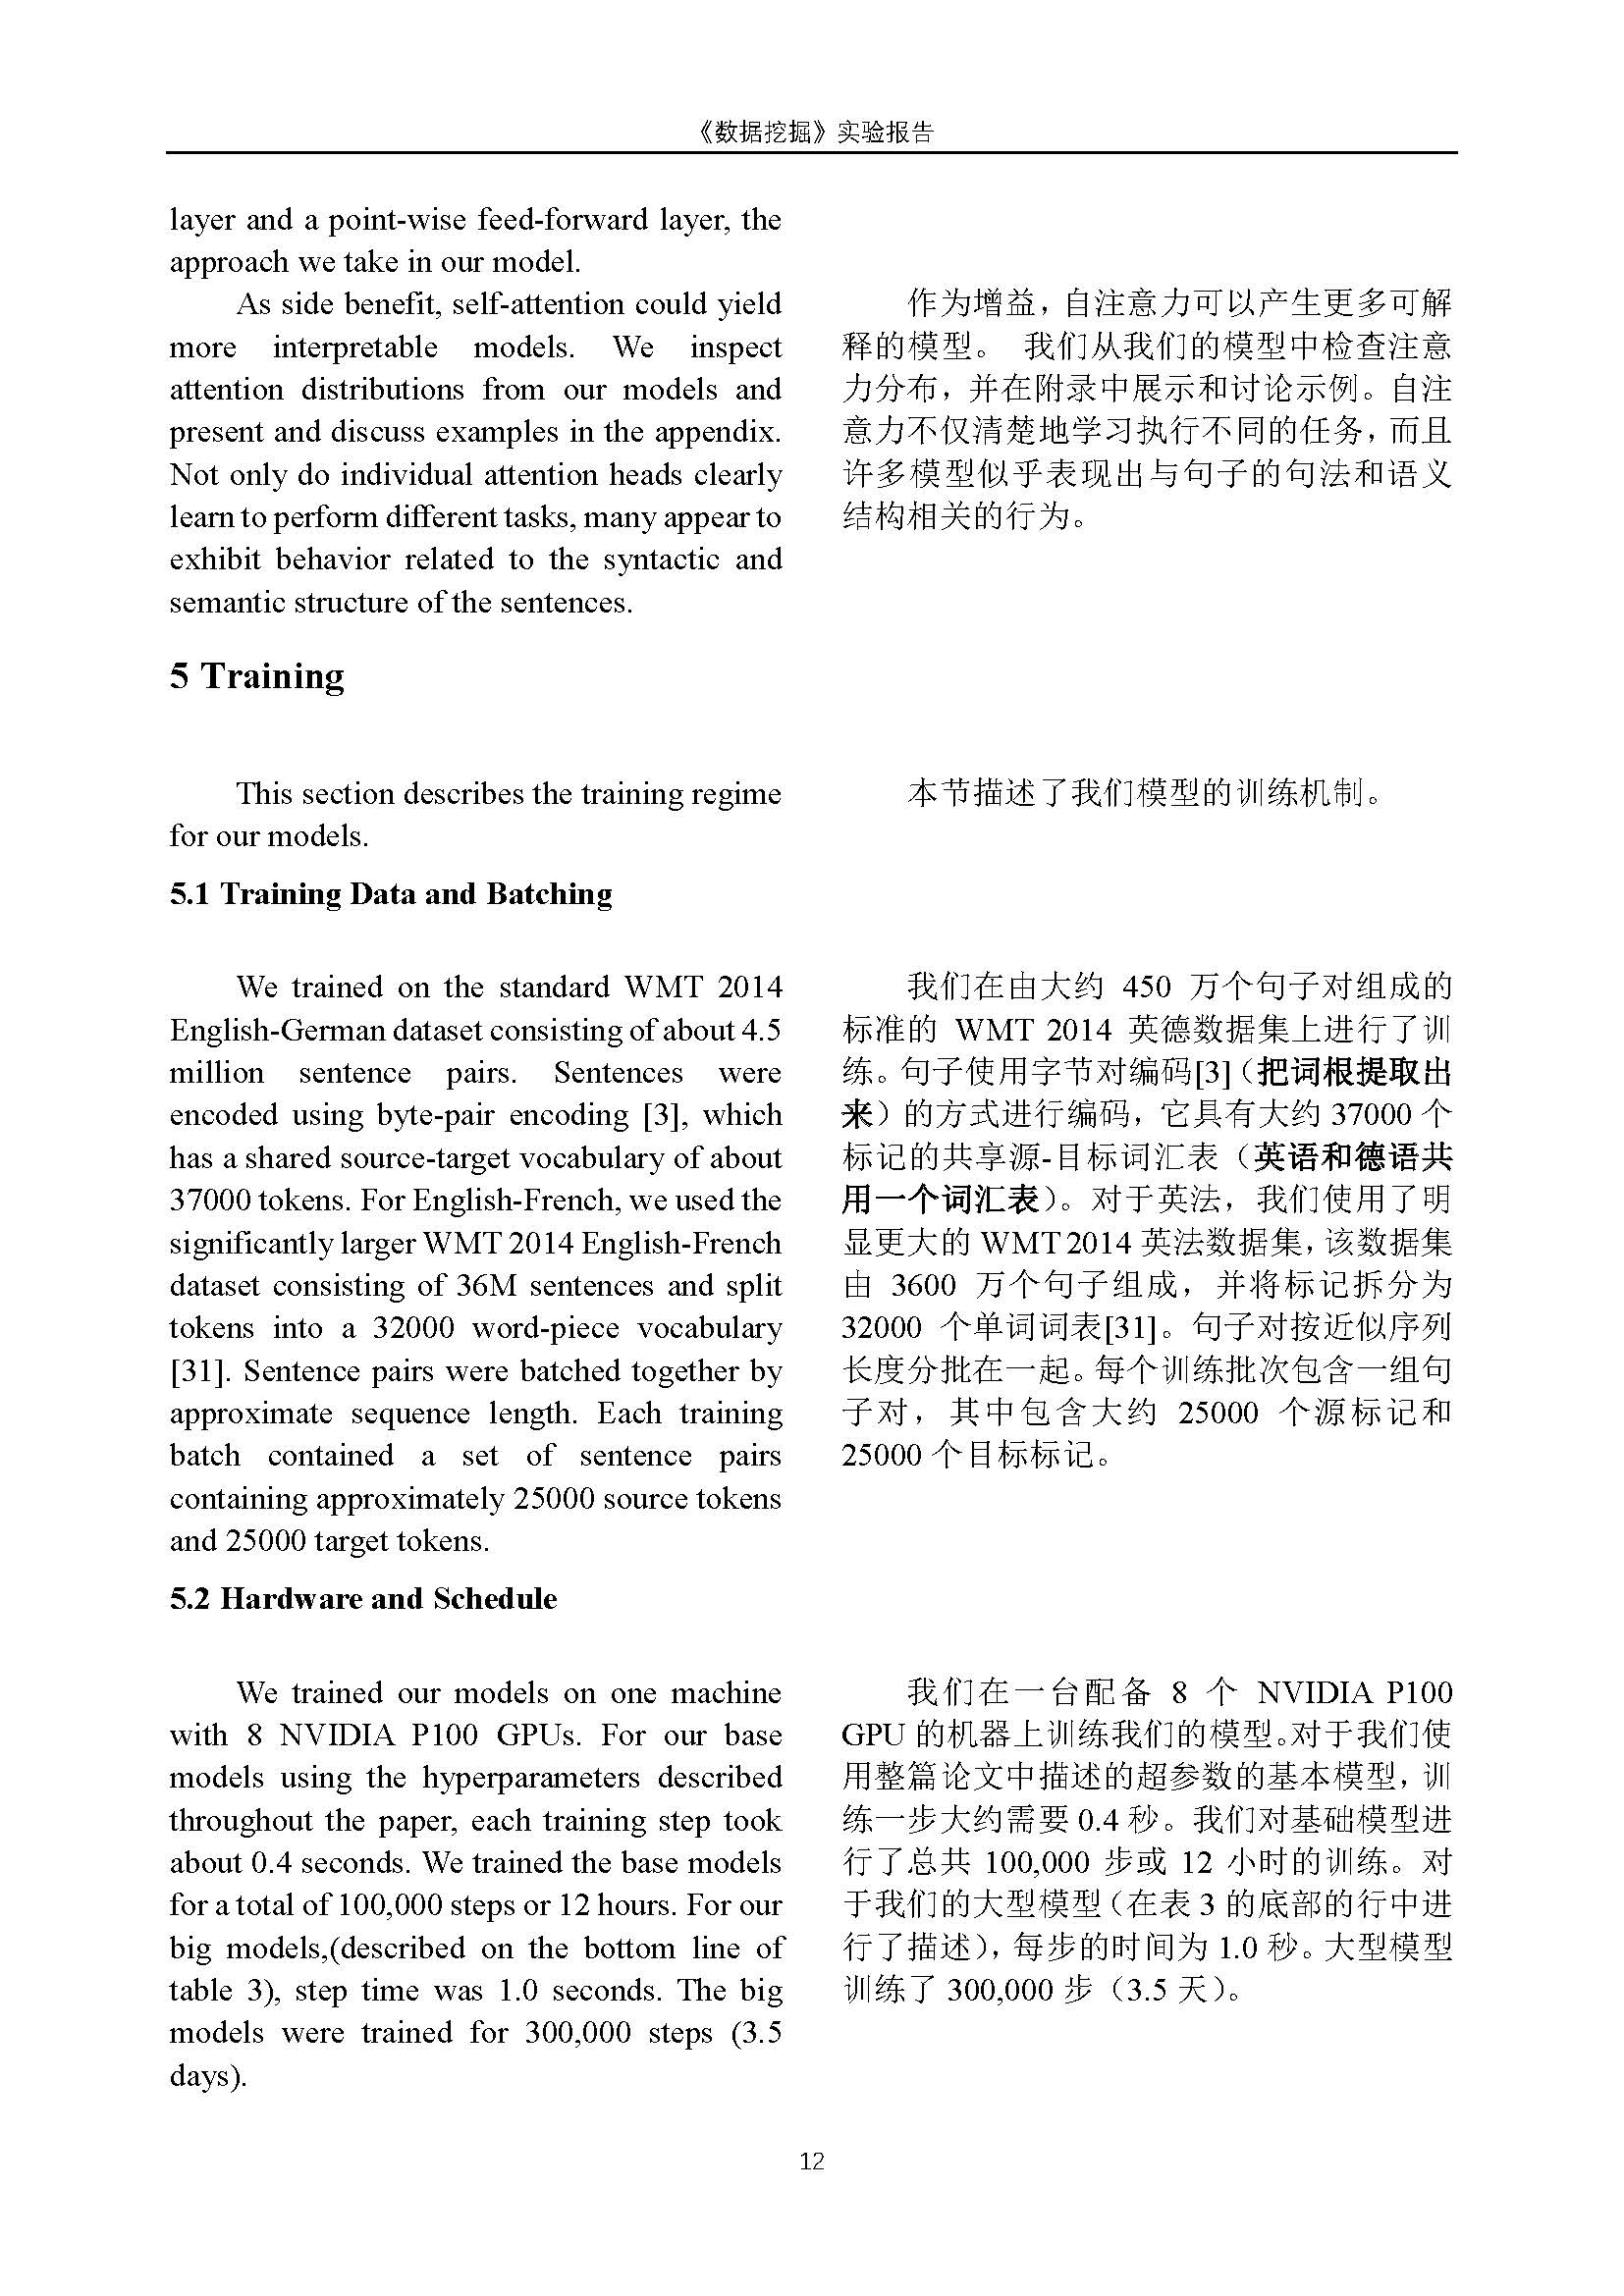 《数据挖掘》实验报告
layer and a point-wise feed-forward layer, the
approach we take in our model.
As side benefit, self-attention could yield
more interpretable models. We inspect
attention distributions from our models and
present and discuss examples in the appendix.
Not only do individual attention heads clearly
learn to perform different tasks, many appear to
exhibit behavior related to the syntactic and
semantic structure of the sentences.
作为增益，自注意力可以产生更多可解
释的模型。 我们从我们的模型中检查注意
力分布，并在附录中展示和讨论示例。自注
意力不仅清楚地学习执行不同的任务，而且
许多模型似乎表现出与句子的句法和语义
结构相关的行为。
5 Training
This section describes the training regime
for our models.
本节描述了我们模型的训练机制。
5.1 Training Data and Batching
We trained on the standard WMT 2014
English-German dataset consisting of about 4.5
million sentence pairs. Sentences were
encoded using byte-pair encoding [3], which
has a shared source-target vocabulary of about
37000 tokens. For English-French, we used the
significantly larger WMT 2014 English-French
dataset consisting of 36M sentences and split
tokens into a 32000 word-piece vocabulary
[31]. Sentence pairs were batched together by
approximate sequence length. Each training
batch contained a set of sentence pairs
containing approximately 25000 source tokens
and 25000 target tokens.
我们在由大约 450 万个句子对组成的
标准的 WMT 2014 英德数据集上进行了训
练。句子使用字节对编码[3]（把词根提取出
来）的方式进行编码，它具有大约 37000 个
标记的共享源-目标词汇表（英语和德语共
用一个词汇表）。对于英法，我们使用了明
显更大的 WMT 2014 英法数据集，该数据集
由 3600 万个句子组成，并将标记拆分为
32000 个单词词表[31]。句子对按近似序列
长度分批在一起。每个训练批次包含一组句
子对，其中包含大约 25000 个源标记和
25000 个目标标记。
5.2 Hardware and Schedule
We trained our models on one machine
with 8 NVIDIA P100 GPUs. For our base
models using the hyperparameters described
throughout the paper, each training step took
about 0.4 seconds. We trained the base models
for a total of 100,000 steps or 12 hours. For our
big models,(described on the bottom line of
table 3), step time was 1.0 seconds. The big
models were trained for 300,000 steps (3.5
days).
我们在一台配备 8 个 NVIDIA P100
GPU 的机器上训练我们的模型。对于我们使
用整篇论文中描述的超参数的基本模型，训
练一步大约需要 0.4 秒。我们对基础模型进
行了总共 100,000 步或 12 小时的训练。对
于我们的大型模型（在表 3 的底部的行中进
行了描述），每步的时间为 1.0 秒。大型模型
训练了 300,000 步（3.5 天）。
12